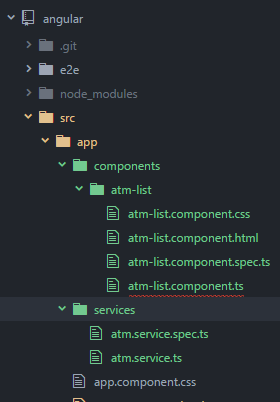 angular
.git
e2e
node_modules
src
app
components
atm-list
atm-list.component.css
atm-list.component.html
atm-list.component.spec.ts
atm-list.component.ts
services
atm.service.spec.ts
atm.service.ts
app.component.css